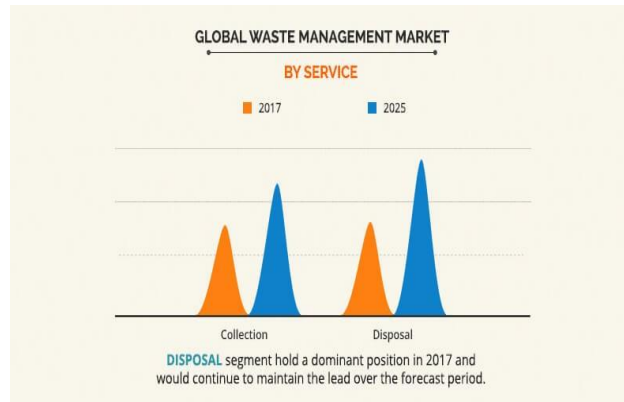 GLOBAL WASTE MANAGEMENT MARKET
BY SERVICE
2017 2025
Collection Disposal
DISPOSAL segment hold a dominant position in 2017 and
would continue to maintain the lead over the forecast period.